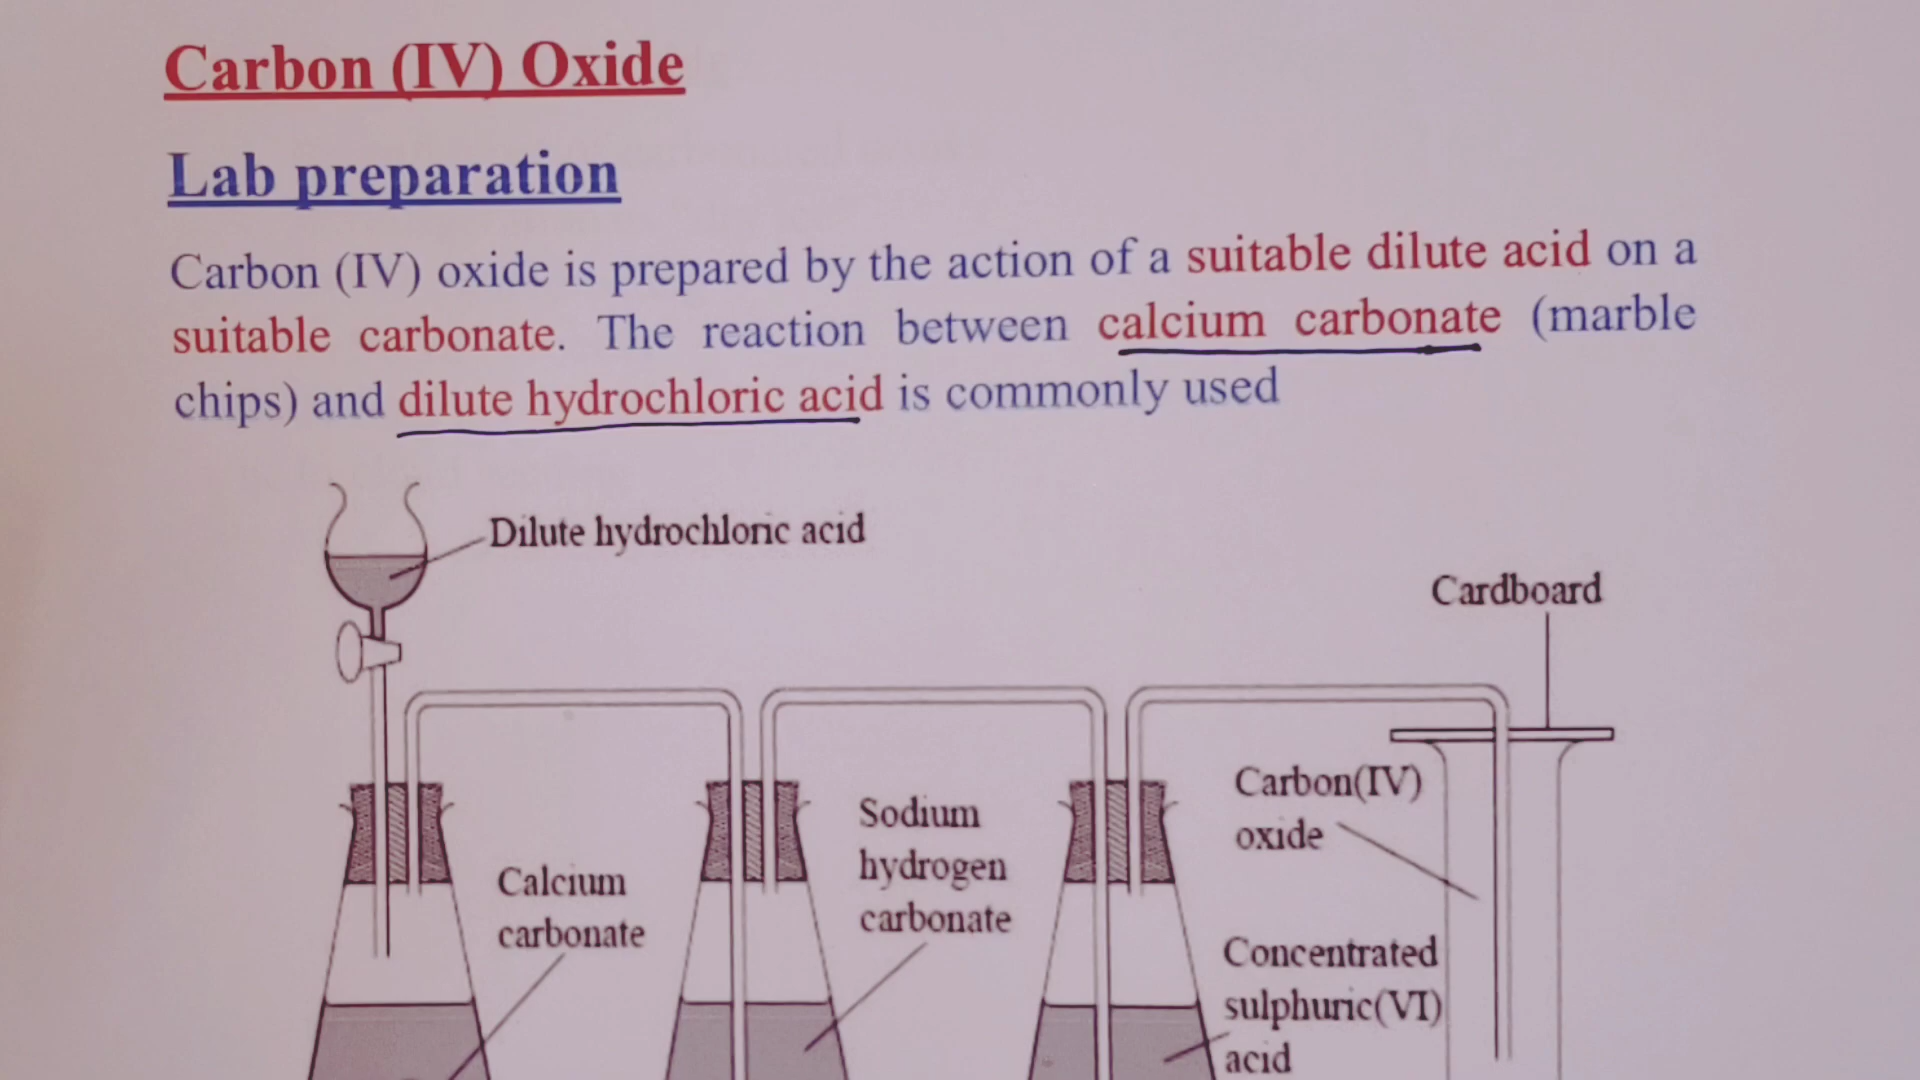 Carbon (IV) Oxide
Lab preparation
Carbon (IV) oxide is prepared by the action of a suitable dilute acid on a
suitable carbonate. The reaction between calcium carbonate (marble
chips) and dilute hydrochloric acid is commonly used
Dilute hydrochloric acid
Cardboard
Carbon(IV)
oxide
Sodium
hydrogen
carbonate
Calcium
carbonate
Concentrated
sulphuric(VI)
acid